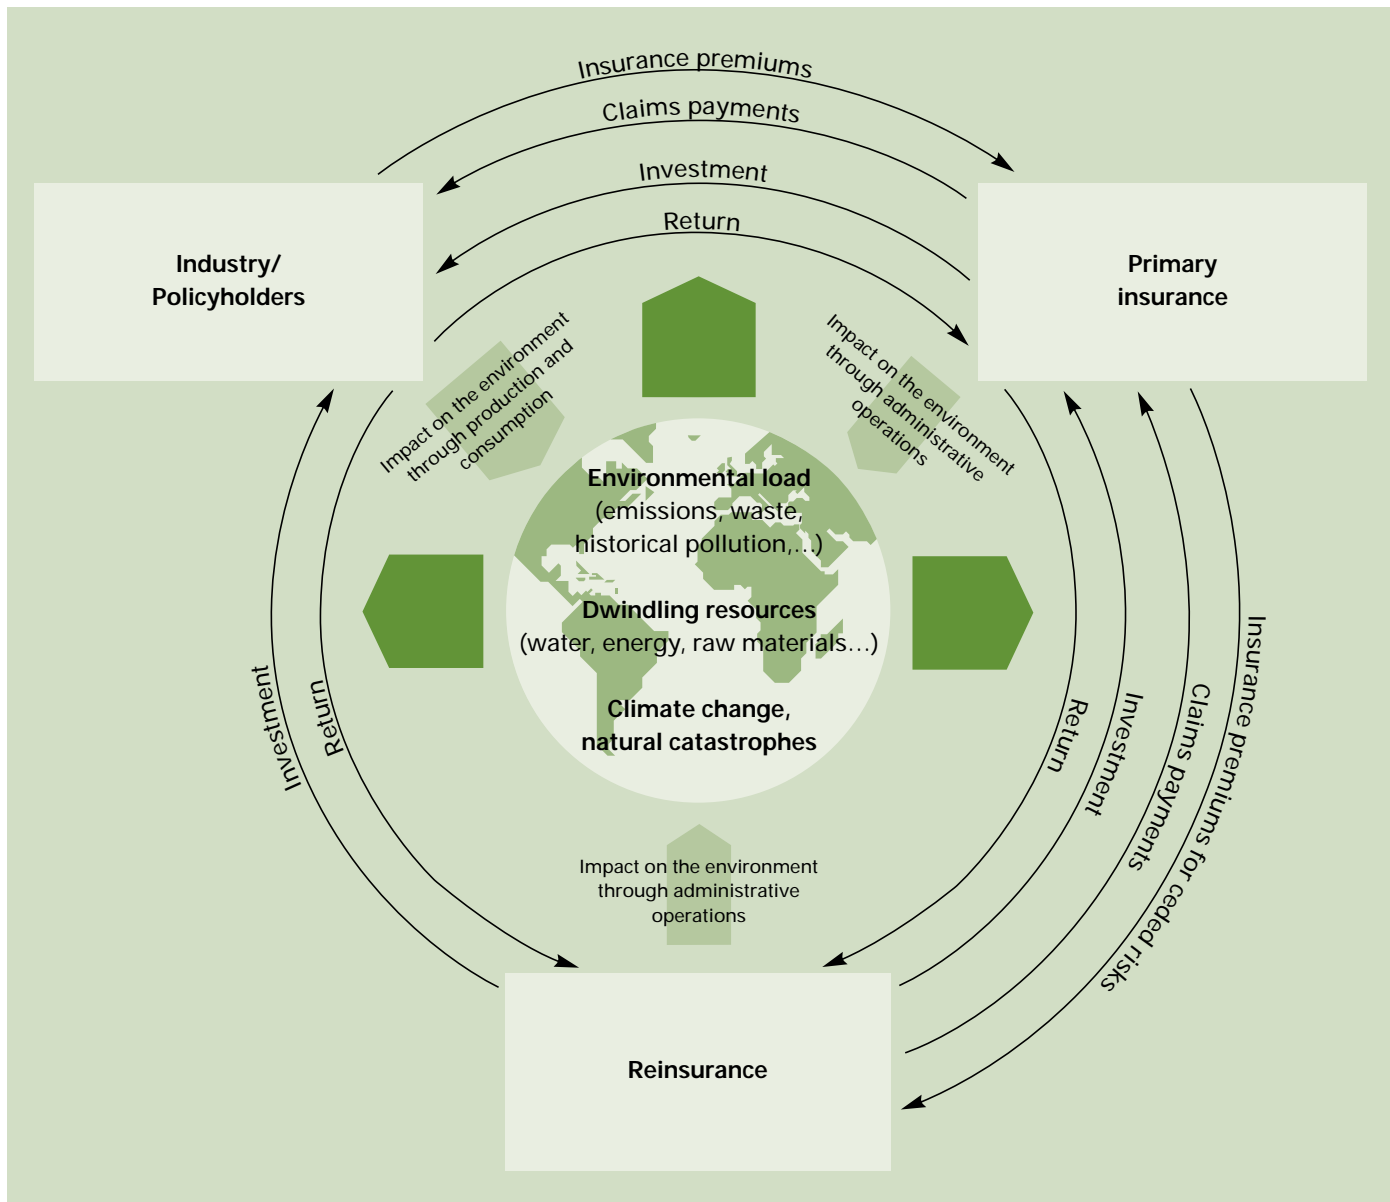 Insurance premiums
Claims payments
Investment
Return
Industry/
Policyholders
Primary
insurance
Impact on the environment
through production and
consumption
Impact on the environment
through administrative
operations
Environmental load
(emissions, waste,
historical pollution,...)
Dwindling resources
(water, energy, raw materials...)
Climate change,
natural catastrophes
Investment
Return
Return
Investment
Claims payments
Insurance premiums for ceded risks
Impact on the environment
through administrative
operations
Reinsurance